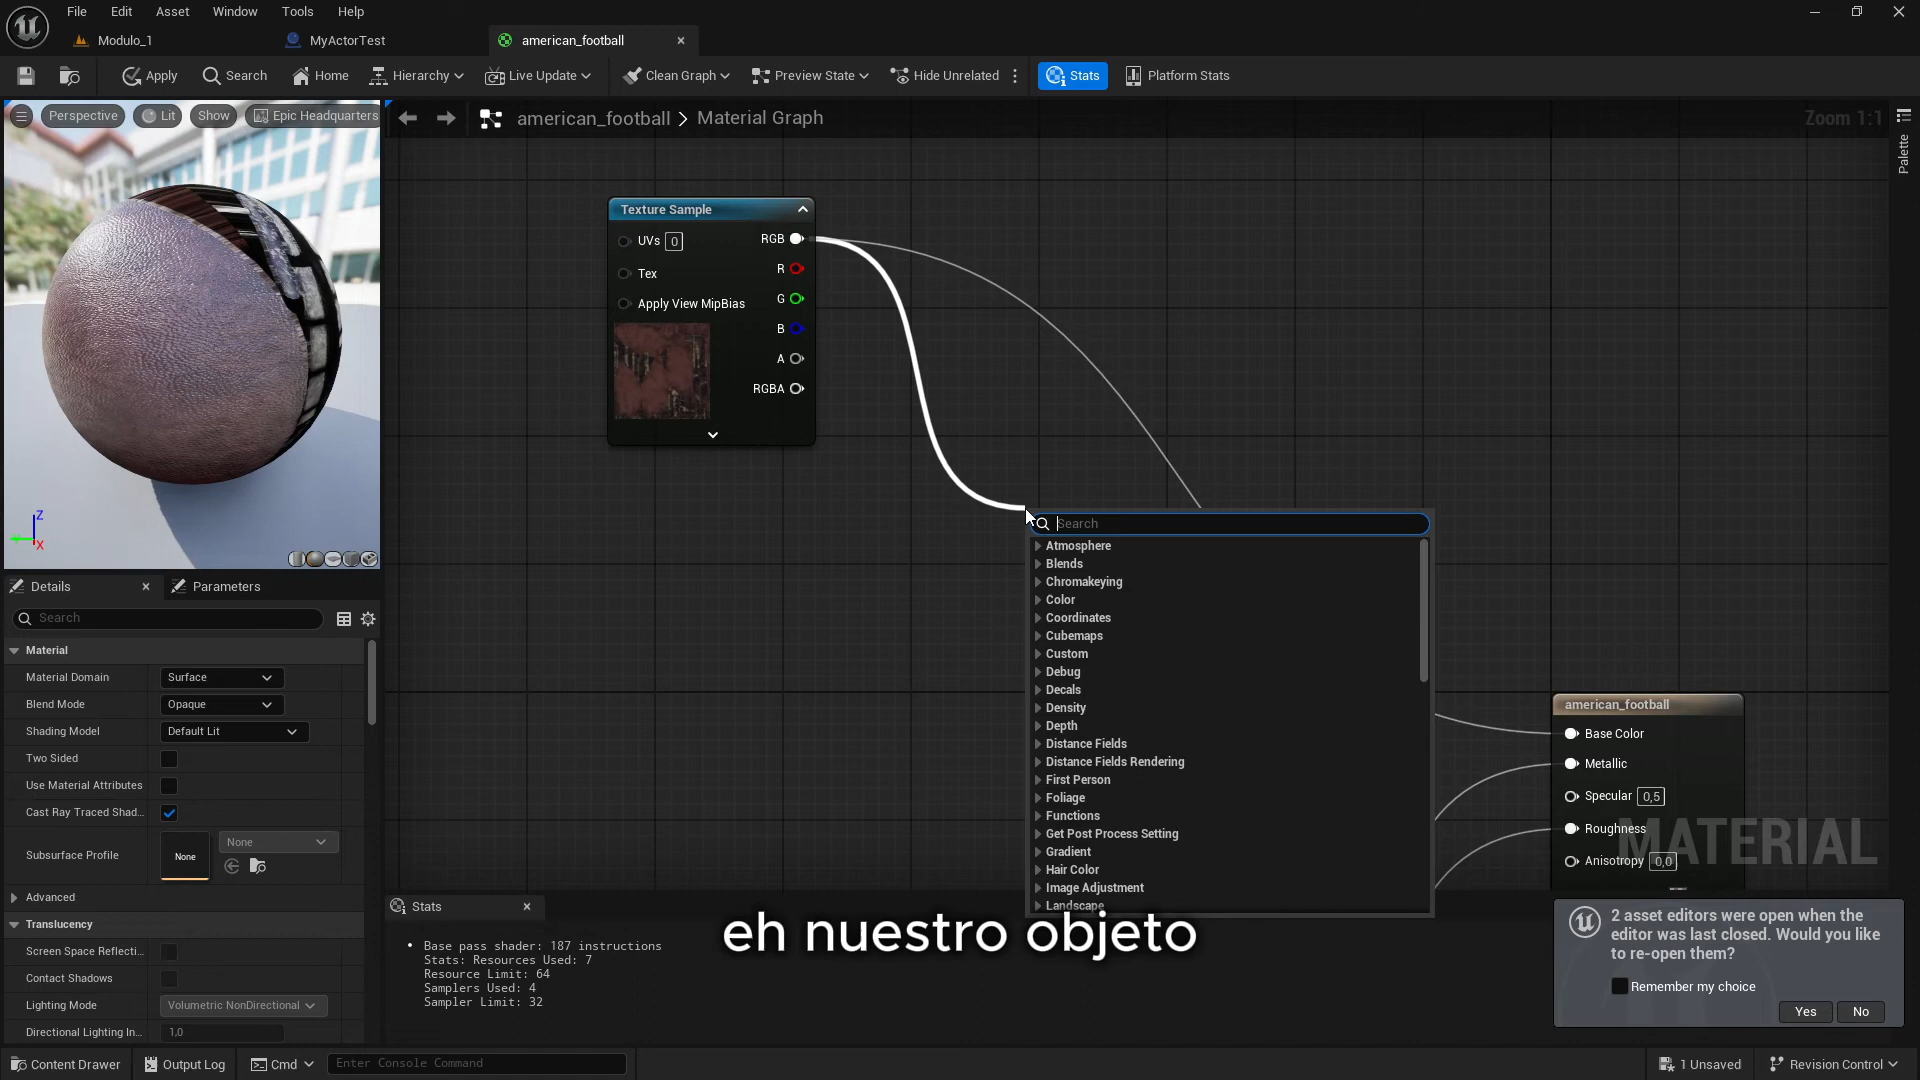 File Edit Asset Window Tools Help
Modulo_1 MyActorTest american_football
Apply Search Home Hierarchy Live Update Clean Graph Preview State Hide Unrelated Stats Platform Stats
Perspective Lit Show Epic Headquarters
american_football > Material Graph
Zoom 1:1
Palette
Texture Sample
UVs 0 RGB
R
Tex
G
Apply View MipBias
B
A
RGBA
Search
Atmosphere
Blends
Chromakeying
Color
Coordinates
Cubemaps
Custom
Debug
Decals
Density
Depth
Distance Fields
Distance Fields Rendering
First Person
Foliage
Functions
Get Post Process Setting
Gradient
Hair Color
Image Adjustment
Landscape
american_football
Base Color
Metallic
Specular 0,5
Roughness
Anisotropy 0,0
MATERIAL
Z
X
Details Parameters
Search
Material
Material Domain Surface
Blend Mode Opaque
Shading Model Default Lit
Two Sided
Use Material Attributes
Cast Ray Traced Shad...
Subsurface Profile None None
Advanced
Translucency
Screen Space Reflecti...
Contact Shadows
Lighting Mode Volumetric NonDirectional
Directional Lighting In... 1,0
Stats
Base pass shader: 187 instructions
Stats: Resources Used: 7
Resource Limit: 64
Samplers Used: 4
Sampler Limit: 32
eh nuestro objeto
2 asset editors were open when the
editor was last closed. Would you like
to re-open them?
Remember my choice
Yes No
Content Drawer Output Log Cmd Enter Console Command 1 Unsaved Revision Control